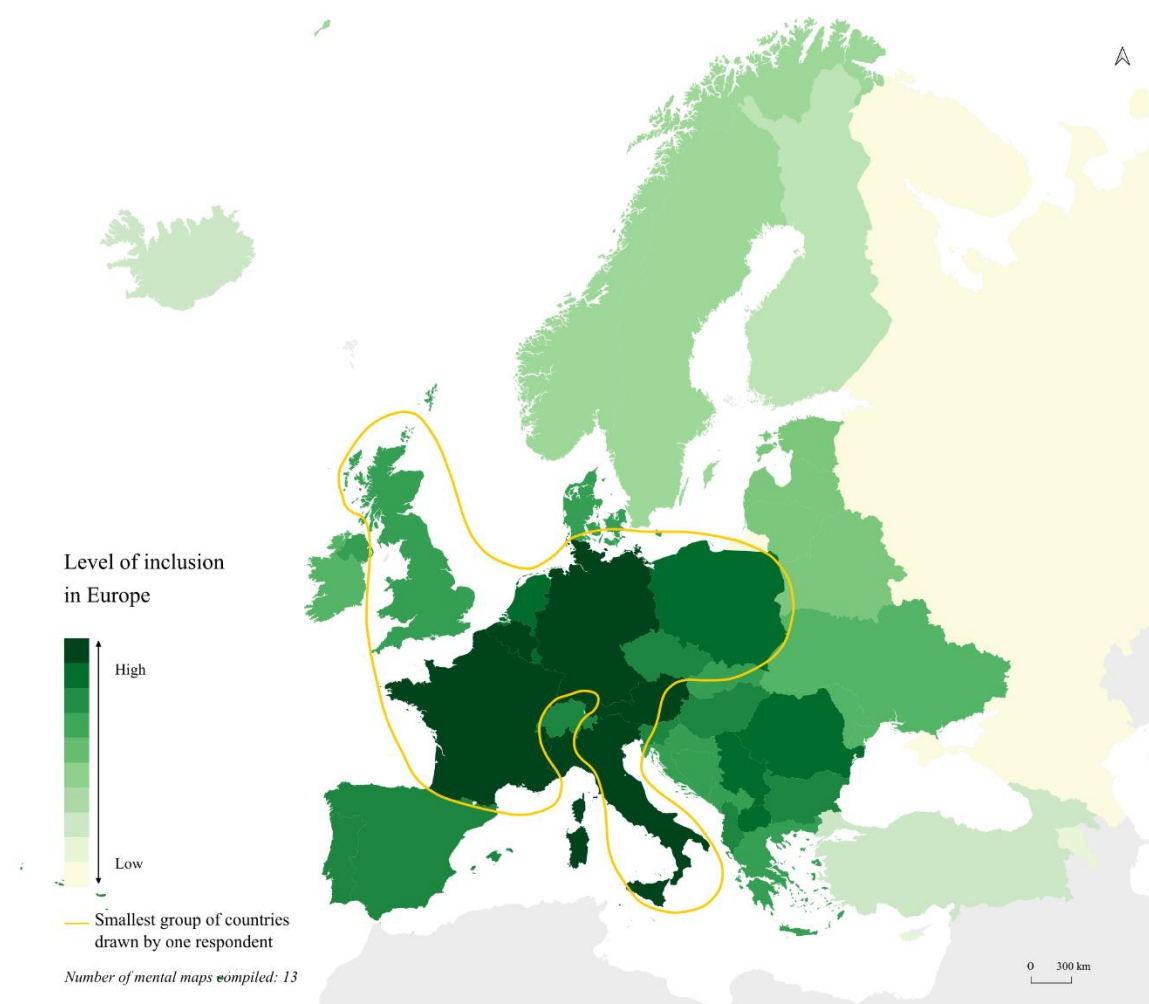 Level of inclusion
in Europe
High
Low
Smallest group of countries
drawn by one respondent
Number of mental maps compiled: 13
0 300 km